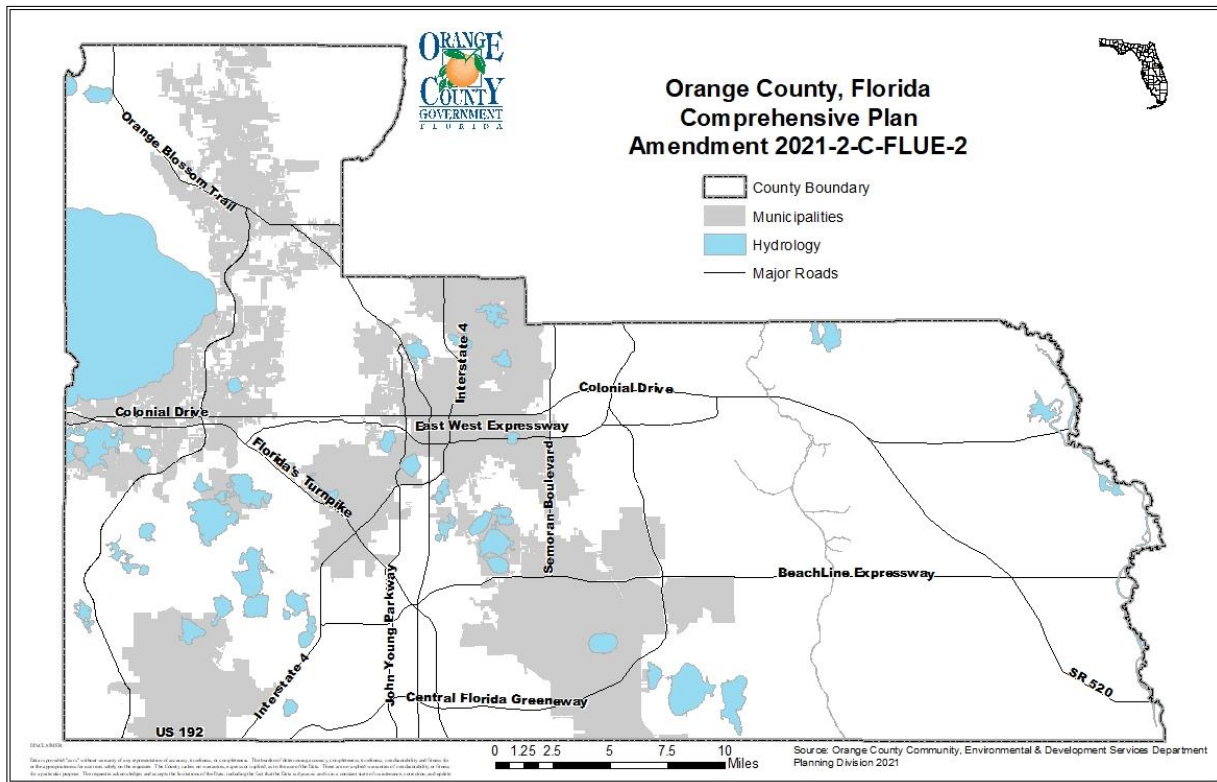 ORANGE
COUNTY
GOVERNMENT
FLORIDA
Orange County, Florida
Comprehensive Plan
Amendment 2021-2-C-FLUE-2
County Boundary
Municipalities
Hydrology
Major Roads
Orange Blossom Trail
Interstate 4
Colonial Drive
Colonial Drive
East West Expressway
Florida's Turnpike
Semoran Boulevard
BeachLine Expressway
John Young Parkway
Interstate 4
Central Florida Greeneway
SR 520
US 192
0 1.25 2.5 5 7.5 10
Miles
Source: Orange County Community, Environmental & Development Services Department
Planning Division 2021
DISCLAIMER: